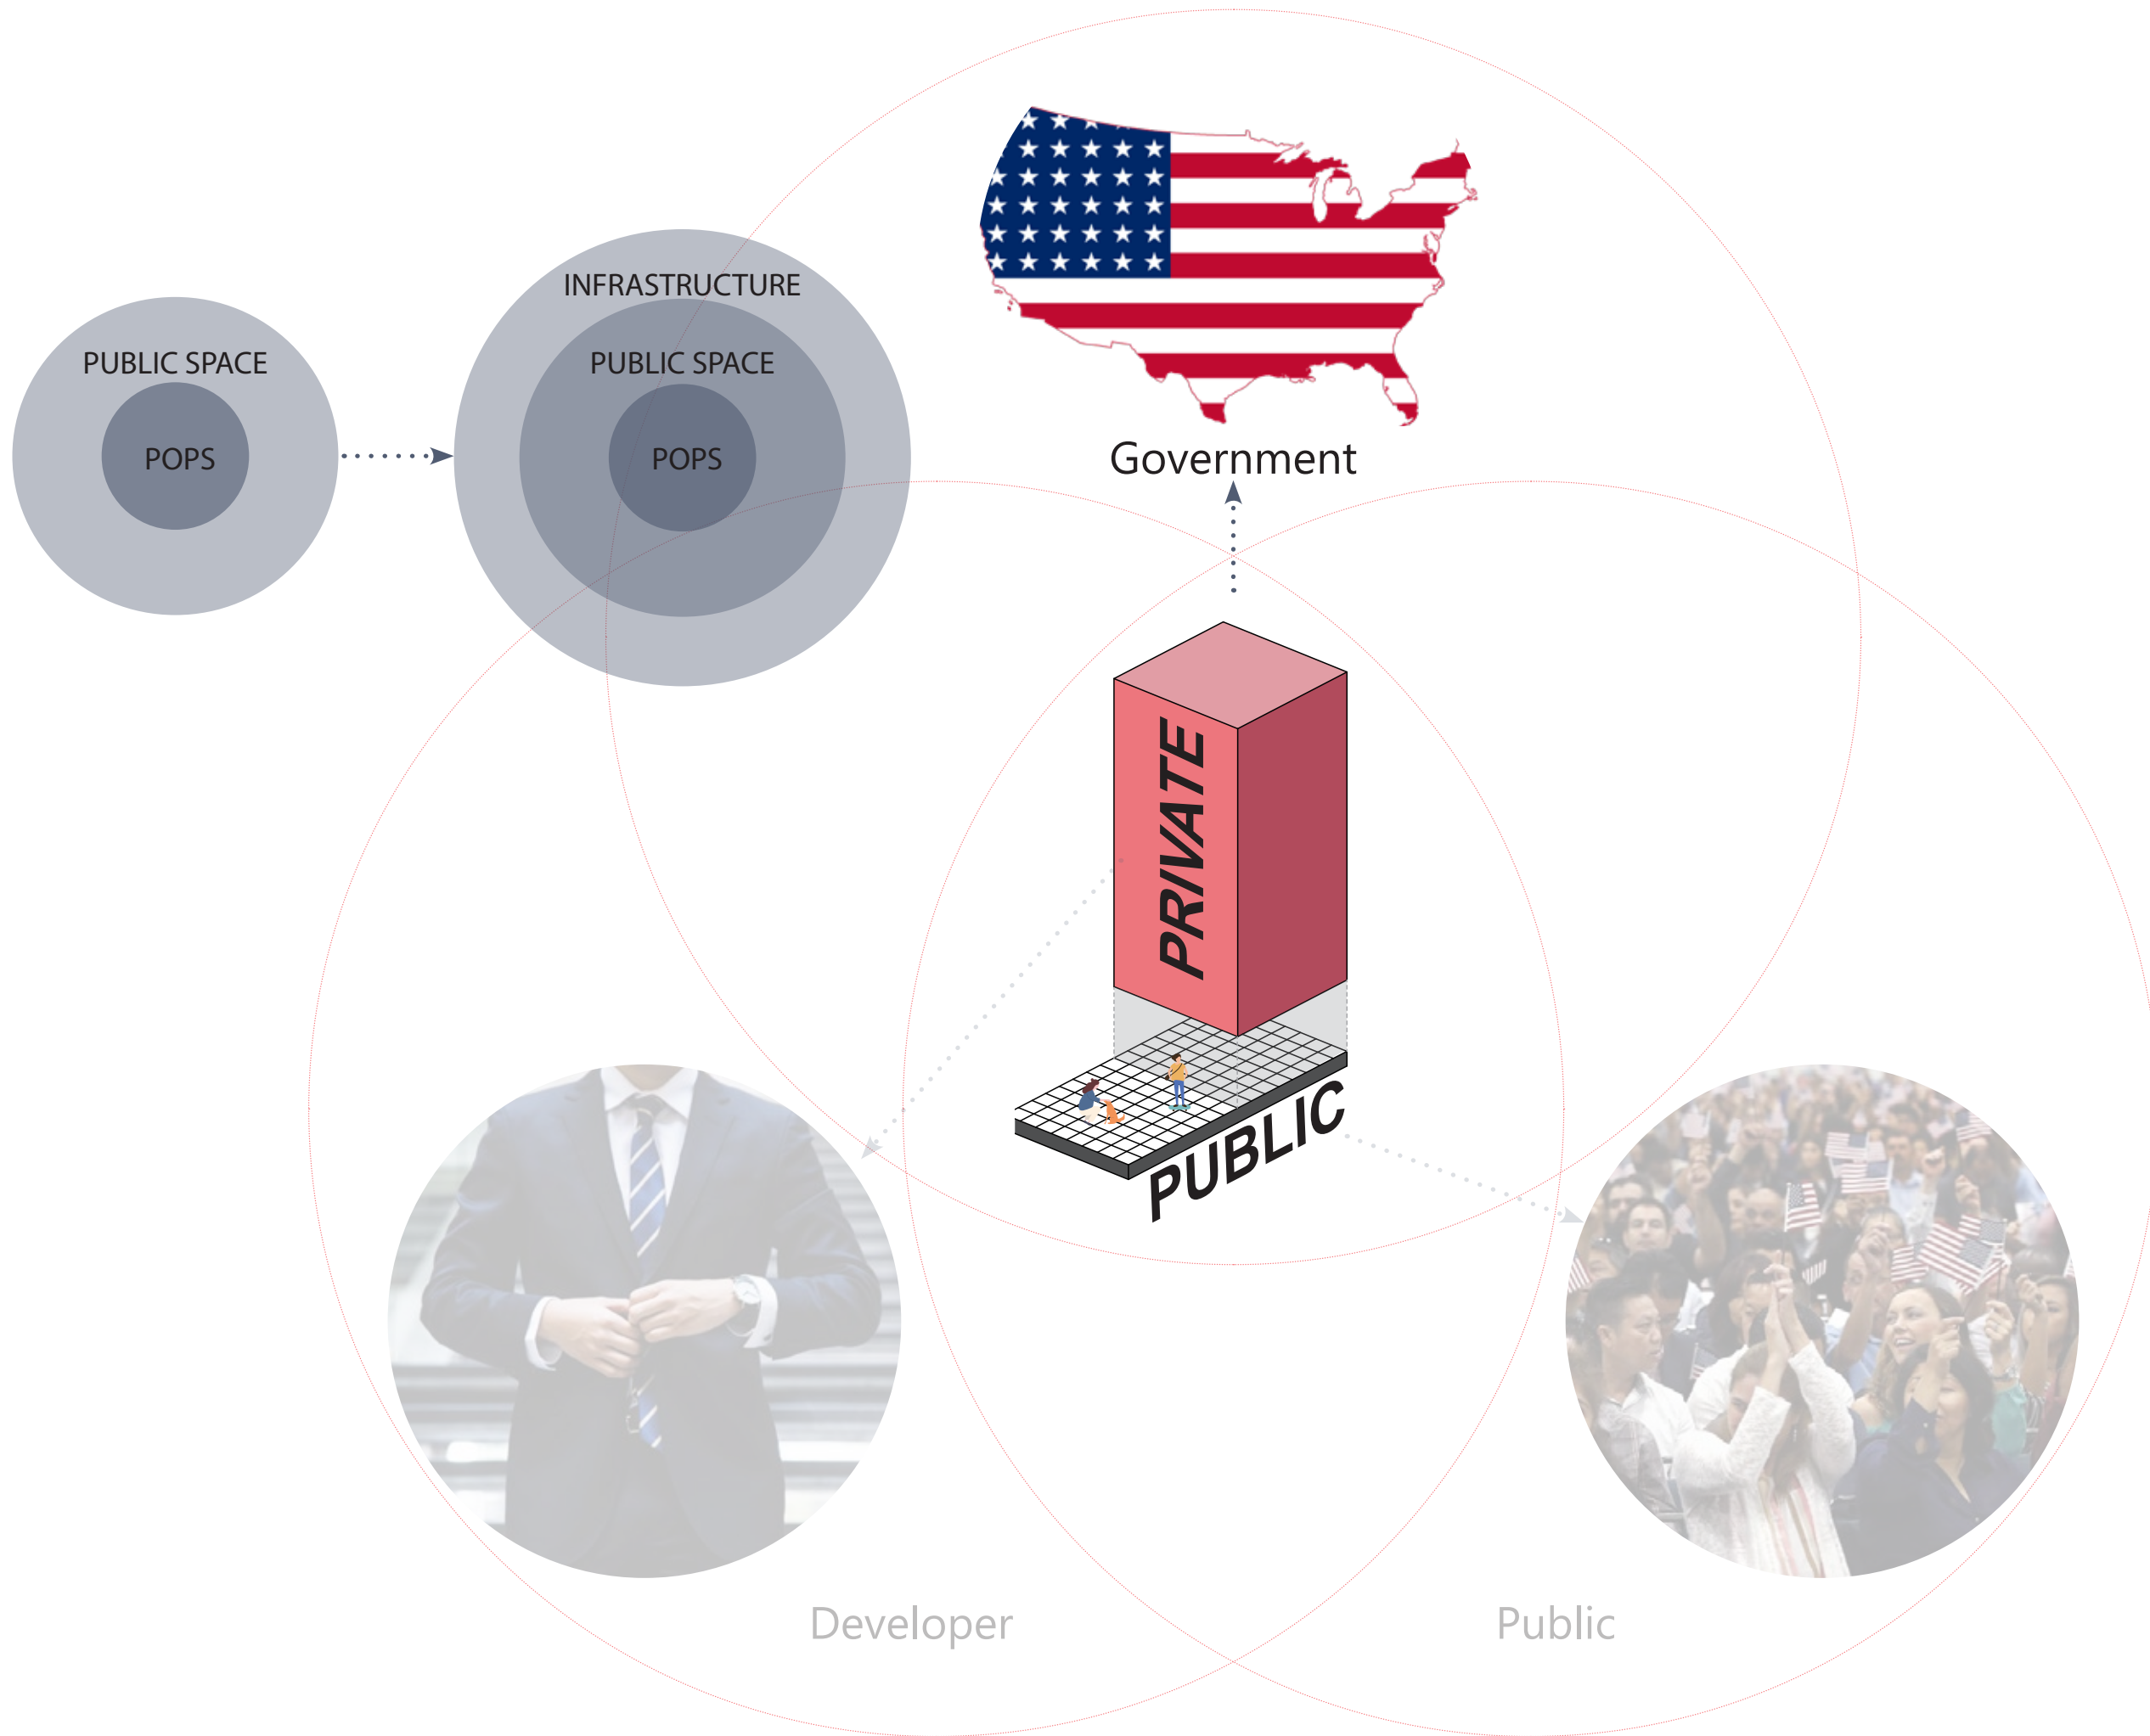 INFRASTRUCTURE
PUBLIC SPACE
PUBLIC SPACE
POPS
POPS
Government
PRIVATE
PUBLIC
Developer
Public